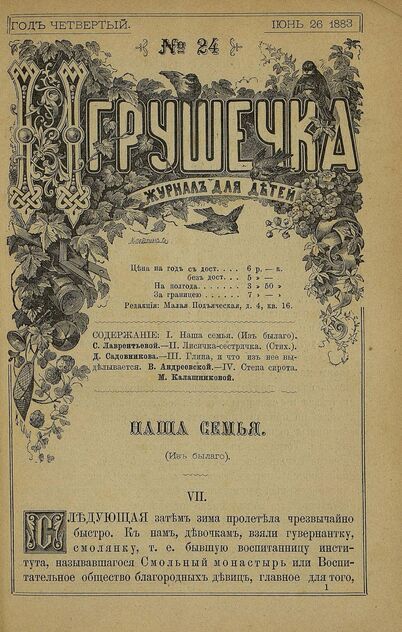 ГОДЪ ЧЕТВЕРТЫЙ.
ІЮНЬ 26 1883
№ 24
ИГРУШЕЧКА
ЖУРНАЛЪ ДЛЯ ДѢТЕЙ
Цѣна на годъ съ дост. . . . . 6 р. — к.
безъ дост. . . . 5 » —
На полгода. . . . . . . 3 » 50 »
За границею . . . . . . 7 » — »
Редакція: Малая Подъяческая, д. 4, кв. 16.
СОДЕРЖАНІЕ: I. Наша семья. (Изъ былаго).
С. Лаврентьевой.—II. Лисичка-сестричка. (Стих.).
Д. Садовникова.—III. Глина, и что изъ нее вы-
дѣлывается. В. Андреевской.—IV. Степа сирота.
М. Калашниковой.
НАША СЕМЬЯ.
(Изъ былаго).
VII.
СЛѢДУЮЩАЯ затѣмъ зима пролетѣла чрезвычайно
быстро. Къ намъ, дѣвочкамъ, взяли гувернантку,
смолянку, т. е. бывшую воспитанницу инсти-
тута, называвшагося Смольный монастырь или Воспи-
тательное общество благородныхъ дѣвицъ, главное для того,
1